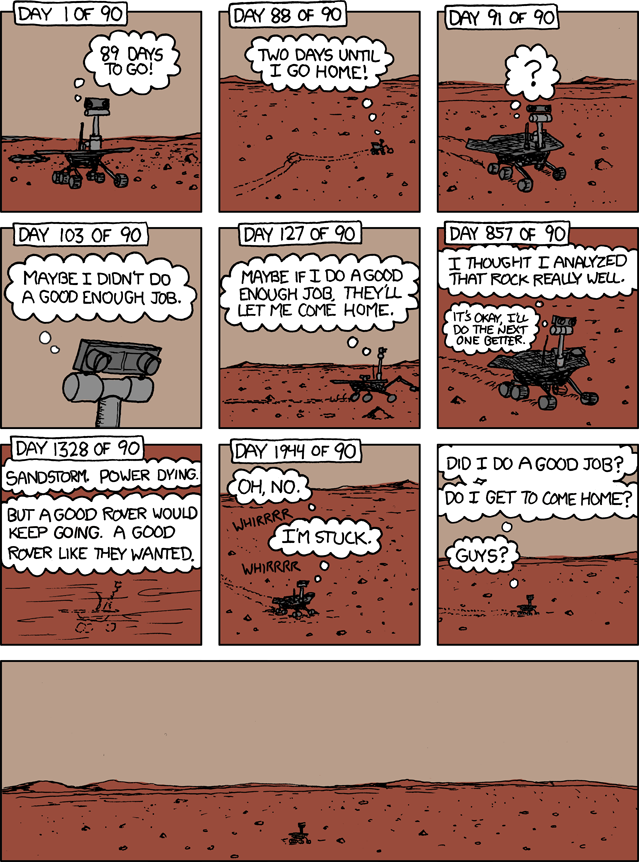 DAY 1 OF 90
89 DAYS
TO GO!
DAY 88 OF 90
TWO DAYS UNTIL
I GO HOME!
DAY 91 OF 90
?
DAY 103 OF 90
MAYBE I DIDN'T DO
A GOOD ENOUGH JOB.
DAY 127 OF 90
MAYBE IF I DO A GOOD
ENOUGH JOB, THEY'LL
LET ME COME HOME.
DAY 857 OF 90
I THOUGHT I ANALYZED
THAT ROCK REALLY WELL.
IT'S OKAY, I'LL
DO THE NEXT
ONE BETTER.
DAY 1328 OF 90
SANDSTORM. POWER DYING.
BUT A GOOD ROVER WOULD
KEEP GOING. A GOOD
ROVER LIKE THEY WANTED.
DAY 1944 OF 90
OH, NO.
WHIRRRR
I'M STUCK.
WHIRRRR
DID I DO A GOOD JOB?
DO I GET TO COME HOME?
GUYS?